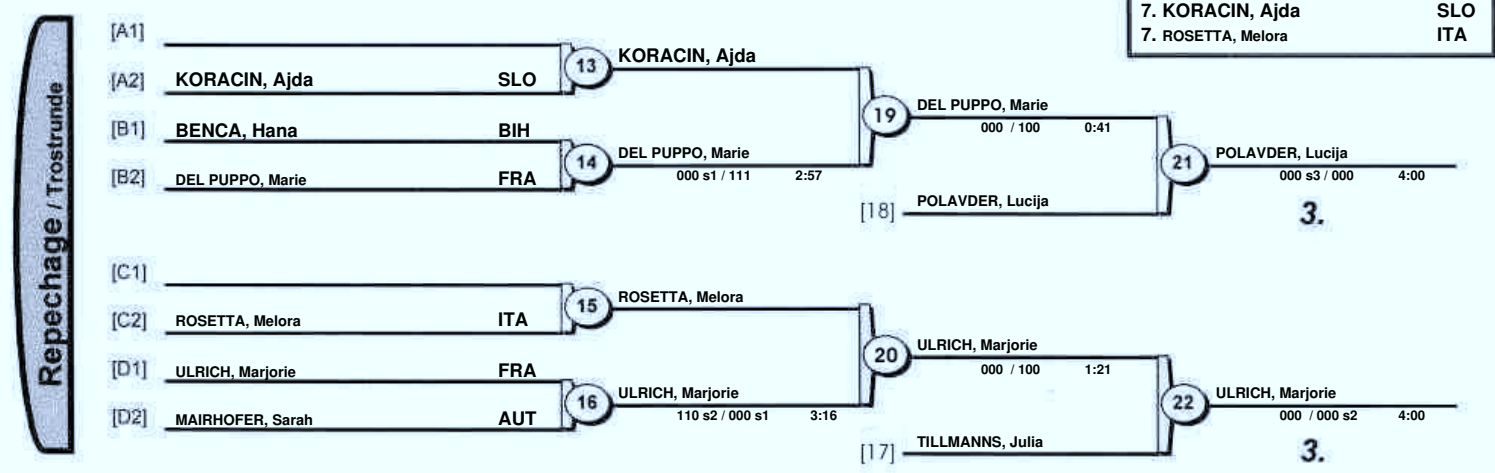 7. KORACIN, Ajda SLO
7. ROSETTA, Melora ITA
Repechage / Trostrunde
[A1]
[A2] KORACIN, Ajda SLO
13 KORACIN, Ajda
[B1] BENCA, Hana BIH
[B2] DEL PUPPO, Marie FRA
14 DEL PUPPO, Marie
000 s1 / 111 2:57
19 DEL PUPPO, Marie
000 / 100 0:41
[18] POLAVDER, Lucija
21 POLAVDER, Lucija
000 s3 / 000 4:00
3.
[C1]
[C2] ROSETTA, Melora ITA
15 ROSETTA, Melora
[D1] ULRICH, Marjorie FRA
[D2] MAIRHOFER, Sarah AUT
16 ULRICH, Marjorie
110 s2 / 000 s1 3:16
20 ULRICH, Marjorie
000 / 100 1:21
[17] TILLMANNS, Julia
22 ULRICH, Marjorie
000 / 000 s2 4:00
3.